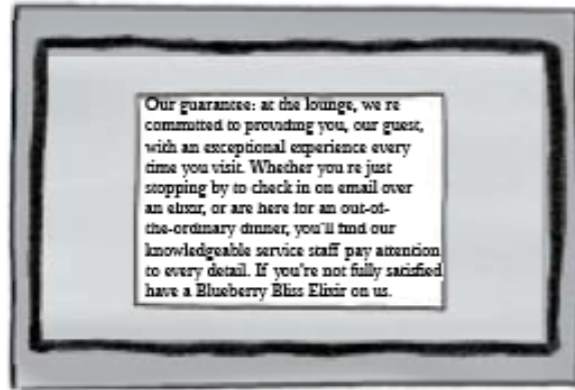 Our guarantee: at the lounge, we re
committed to providing you, our guest,
with an exceptional experience every
time you visit. Whether you re just
stopping by to check in on email over
an elixir, or are here for an out-of-
the-ordinary dinner, you'll find our
knowledgeable service staff pay attention
to every detail. If you're not fully satisfied
have a Blueberry Bliss Elixir on us.